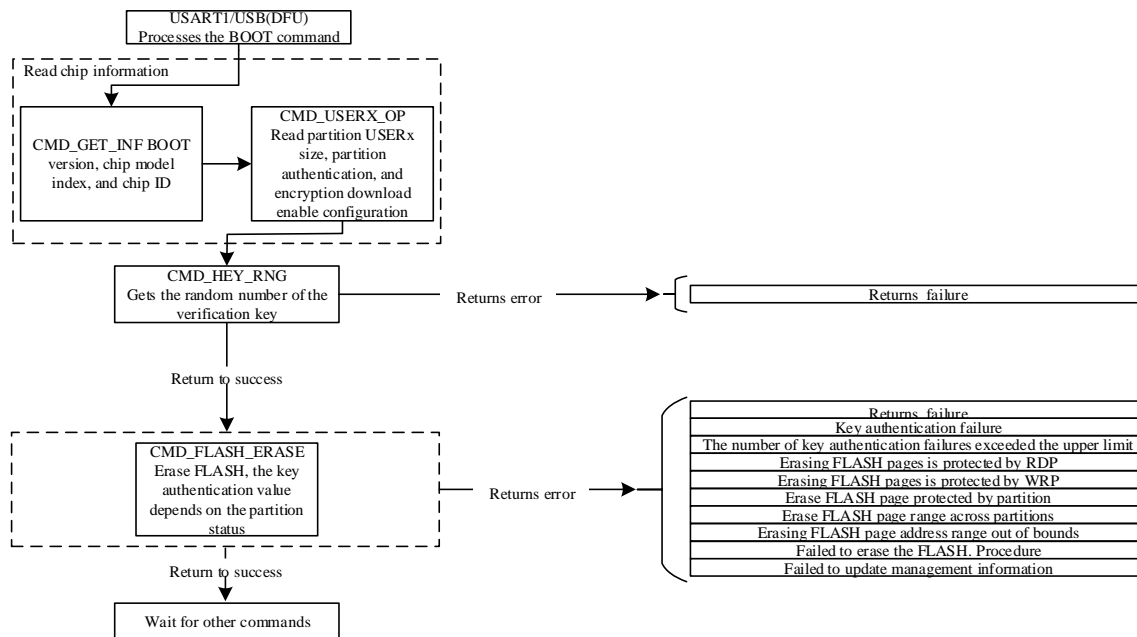 USART1/USB(DFU)
Processes the BOOT command
Read chip information
CMD_GET_INF BOOT
version, chip model
index, and chip ID
CMD_USERX_OP
Read partition USERx
size, partition
authentication, and
encryption download
enable configuration
CMD_HEY_RNG
Gets the random number of the
verification key
Returns error
Returns failure
Return to success
CMD_FLASH_ERASE
Erase FLASH, the key
authentication value
depends on the partition
status
Returns error
Returns failure
Key authentication failure
The number of key authentication failures exceeded the upper limit
Erasing FLASH pages is protected by RDP
Erasing FLASH pages is protected by WRP
Erase FLASH page protected by partition
Erase FLASH page range across partitions
Erasing FLASH page address range out of bounds
Failed to erase the FLASH. Procedure
Failed to update management information
Return to success
Wait for other commands